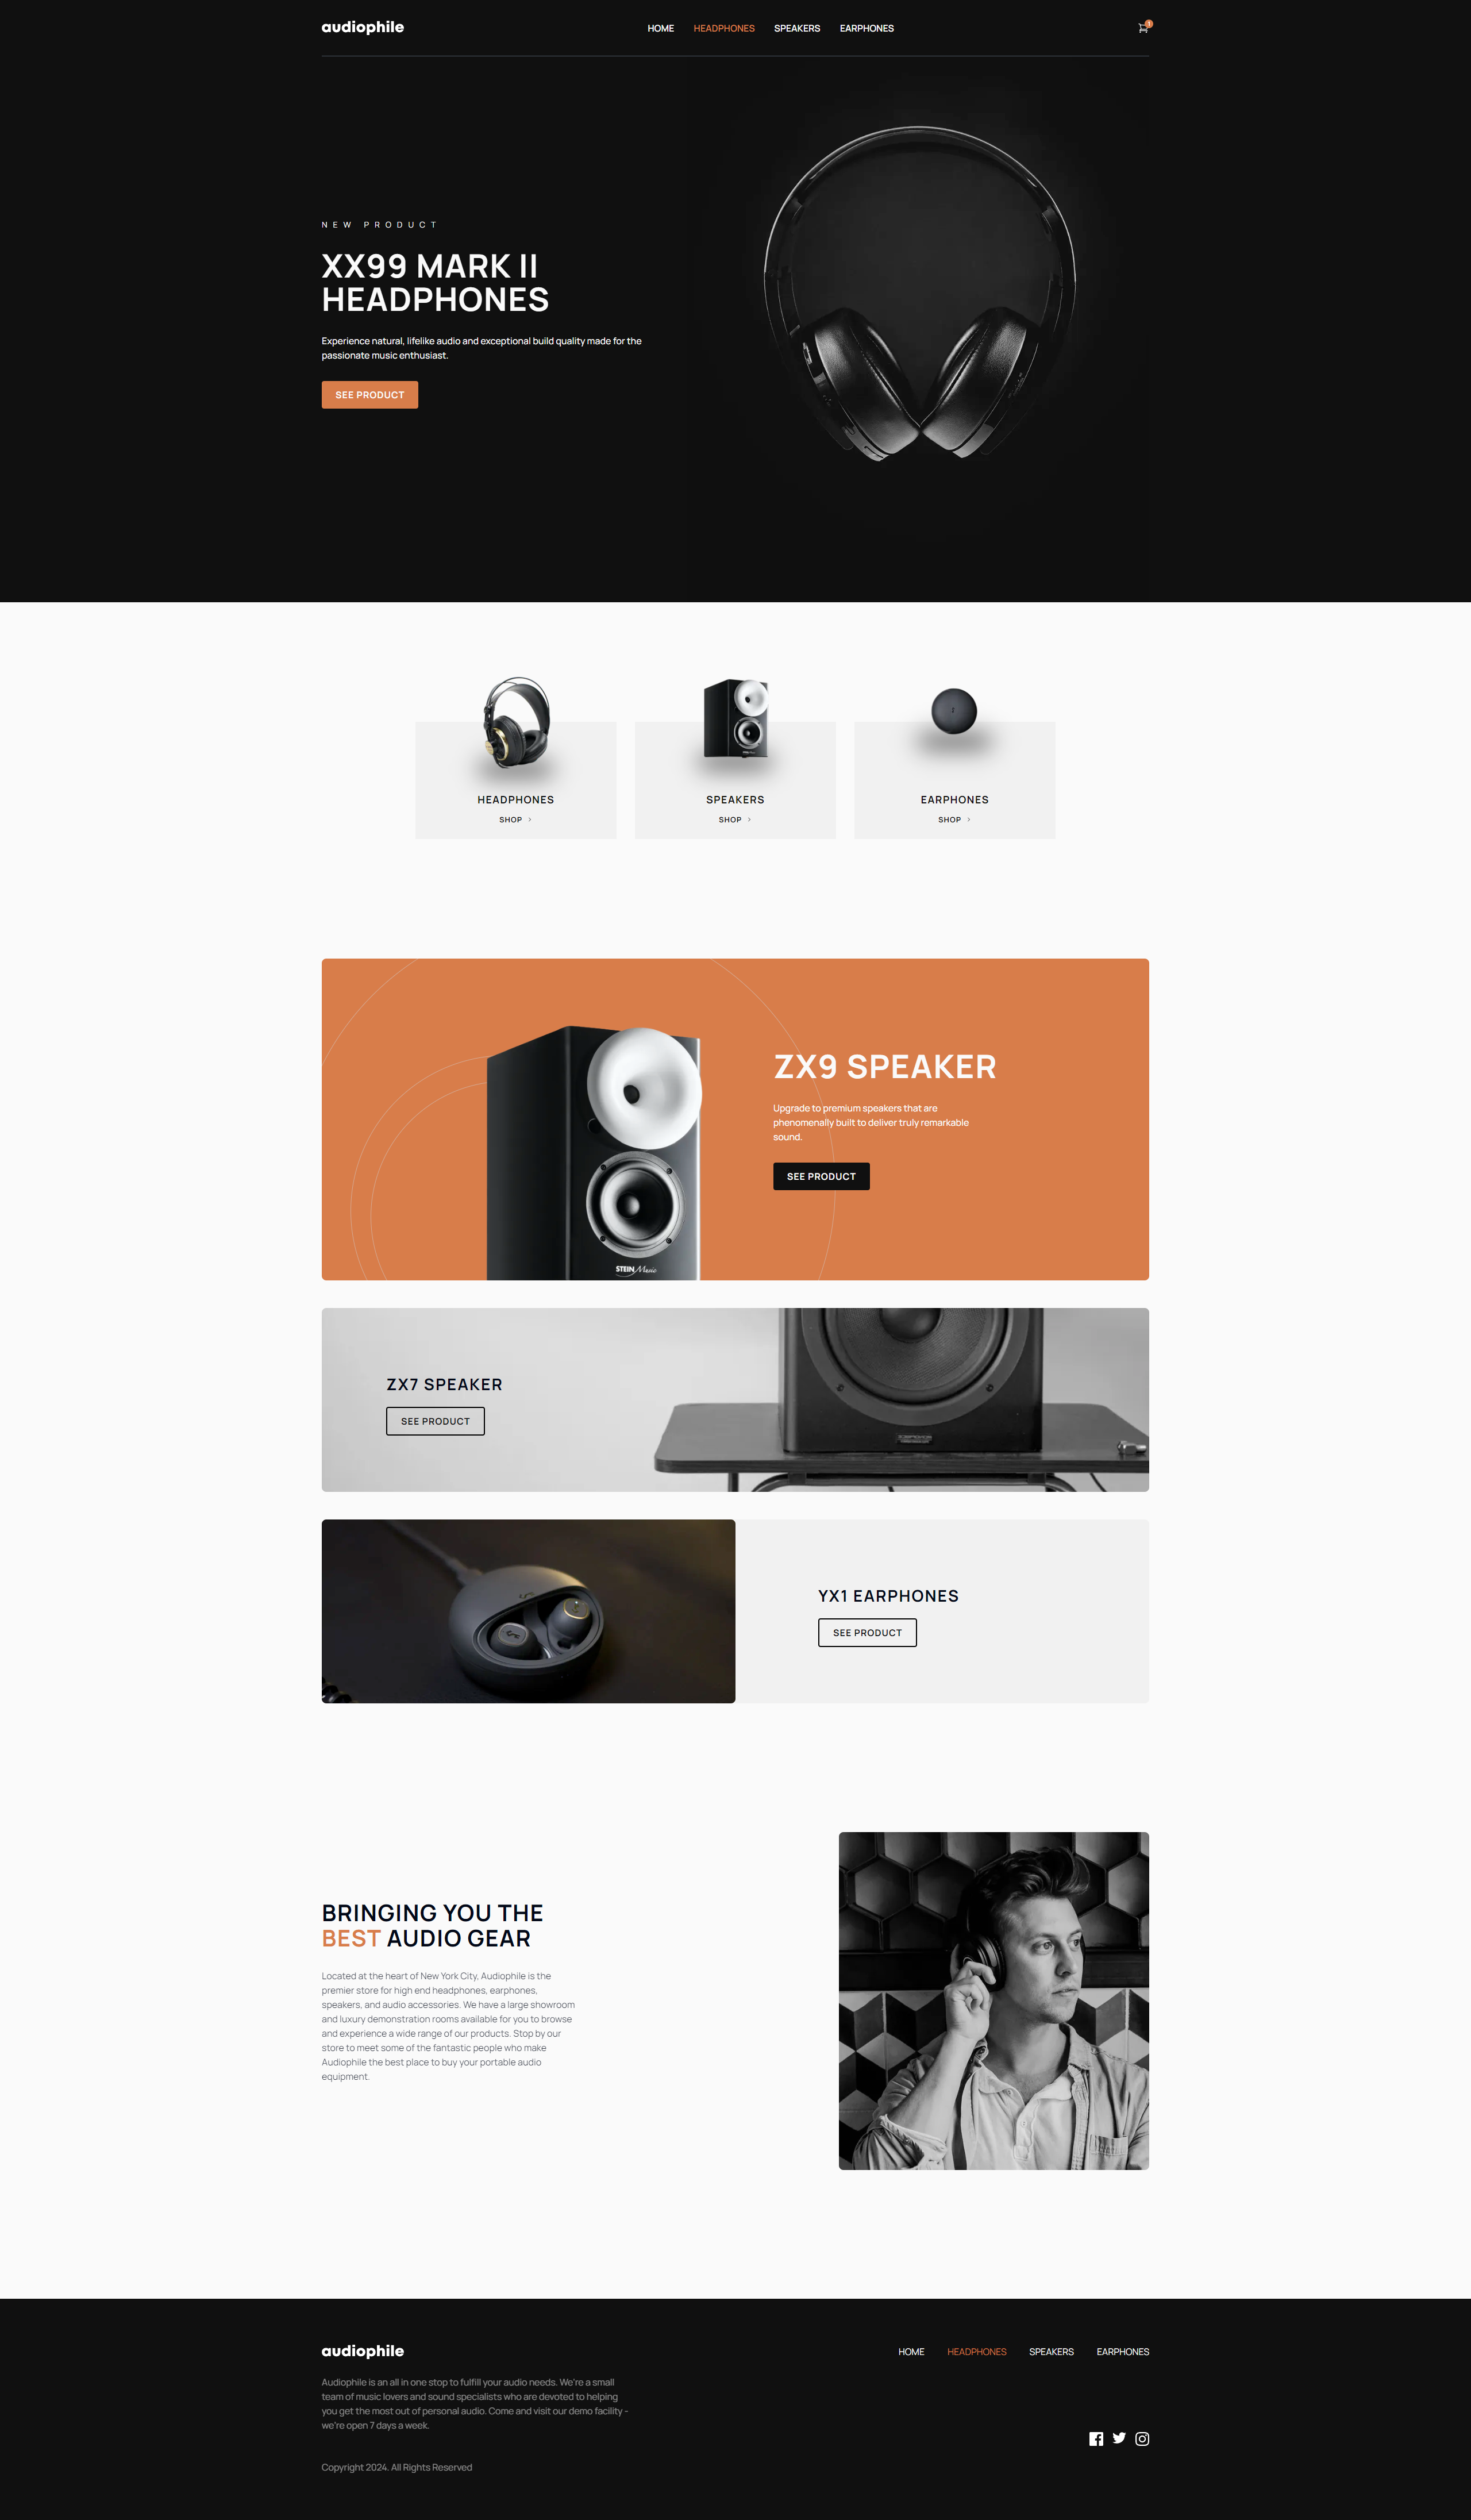 audiophile
HOME
HEADPHONES
SPEAKERS
EARPHONES
1
NEW PRODUCT
XX99 MARK II
HEADPHONES
Experience natural, lifelike audio and exceptional build quality made for the
passionate music enthusiast.
SEE PRODUCT
HEADPHONES
SHOP
SPEAKERS
SHOP
EARPHONES
SHOP
STEIN Music
ZX9 SPEAKER
Upgrade to premium speakers that are
phenomenally built to deliver truly remarkable
sound.
SEE PRODUCT
ZX7 SPEAKER
SEE PRODUCT
YX1 EARPHONES
SEE PRODUCT
BRINGING YOU THE
BEST AUDIO GEAR
Located at the heart of New York City, Audiophile is the
premier store for high end headphones, earphones,
speakers, and audio accessories. We have a large showroom
and luxury demonstration rooms available for you to browse
and experience a wide range of our products. Stop by our
store to meet some of the fantastic people who make
Audiophile the best place to buy your portable audio
equipment.
audiophile
HOME
HEADPHONES
SPEAKERS
EARPHONES
Audiophile is an all in one stop to fulfill your audio needs. We're a small
team of music lovers and sound specialists who are devoted to helping
you get the most out of personal audio. Come and visit our demo facility -
we're open 7 days a week.
Copyright 2024. All Rights Reserved